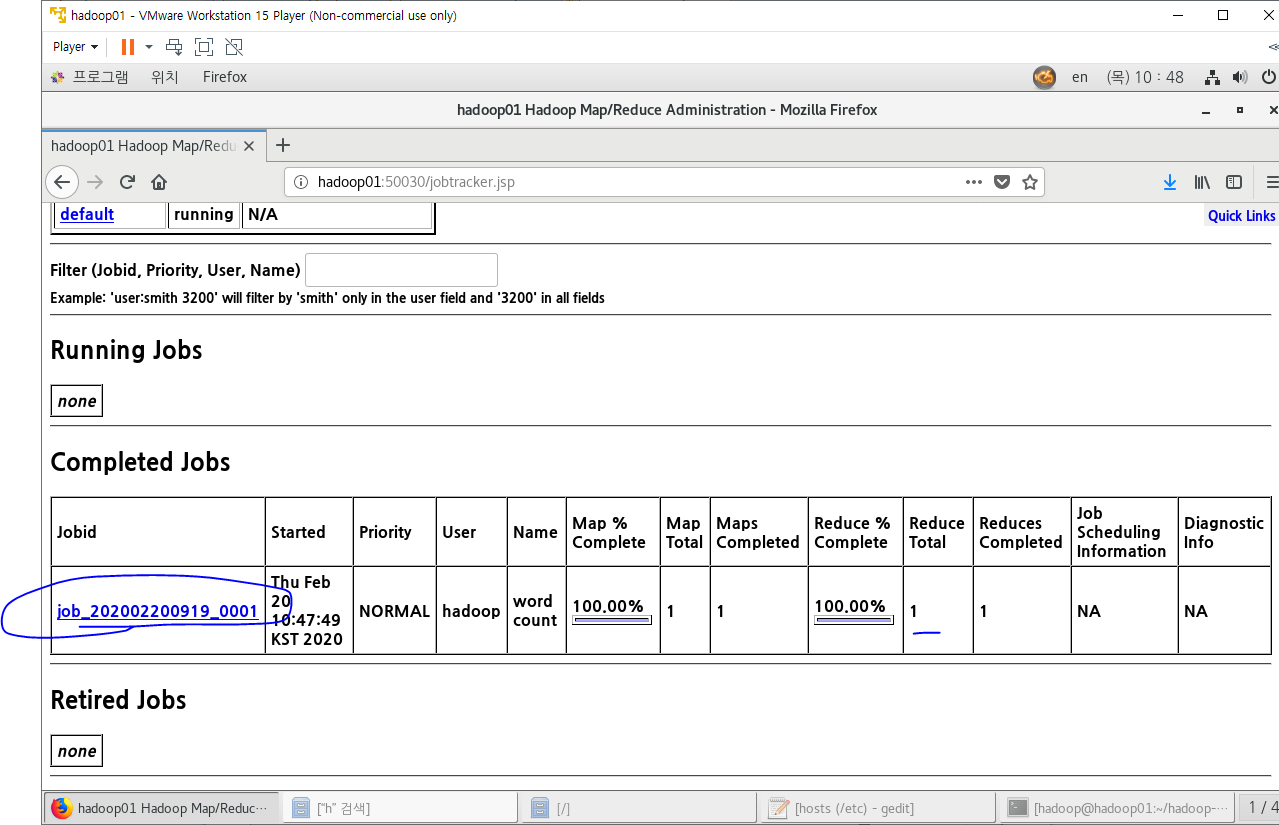 hadoop01 - VMware Workstation 15 Player (Non-commercial use only)
Player
프로그램 위치 Firefox en (목) 10 : 48
hadoop01 Hadoop Map/Reduce Administration - Mozilla Firefox
hadoop01 Hadoop Map/Redu
hadoop01:50030/jobtracker.jsp
default running N/A
Quick Links
Filter (Jobid, Priority, User, Name)
Example: 'user:smith 3200' will filter by 'smith' only in the user field and '3200' in all fields
Running Jobs
none
Completed Jobs
Jobid Started Priority User Name Map % Complete Map Total Maps Completed Reduce % Complete Reduce Total Reduces Completed Job Scheduling Information Diagnostic Info
job_202002200919_0001 Thu Feb 20 10:47:49 KST 2020 NORMAL hadoop word count 100.00% 1 1 100.00% 1 1 NA NA
Retired Jobs
none
hadoop01 Hadoop Map/Reduc··· ["h" 검색] [/] [hosts (/etc) - gedit] [hadoop@hadoop01:~/hadoop-··· 1 / 4